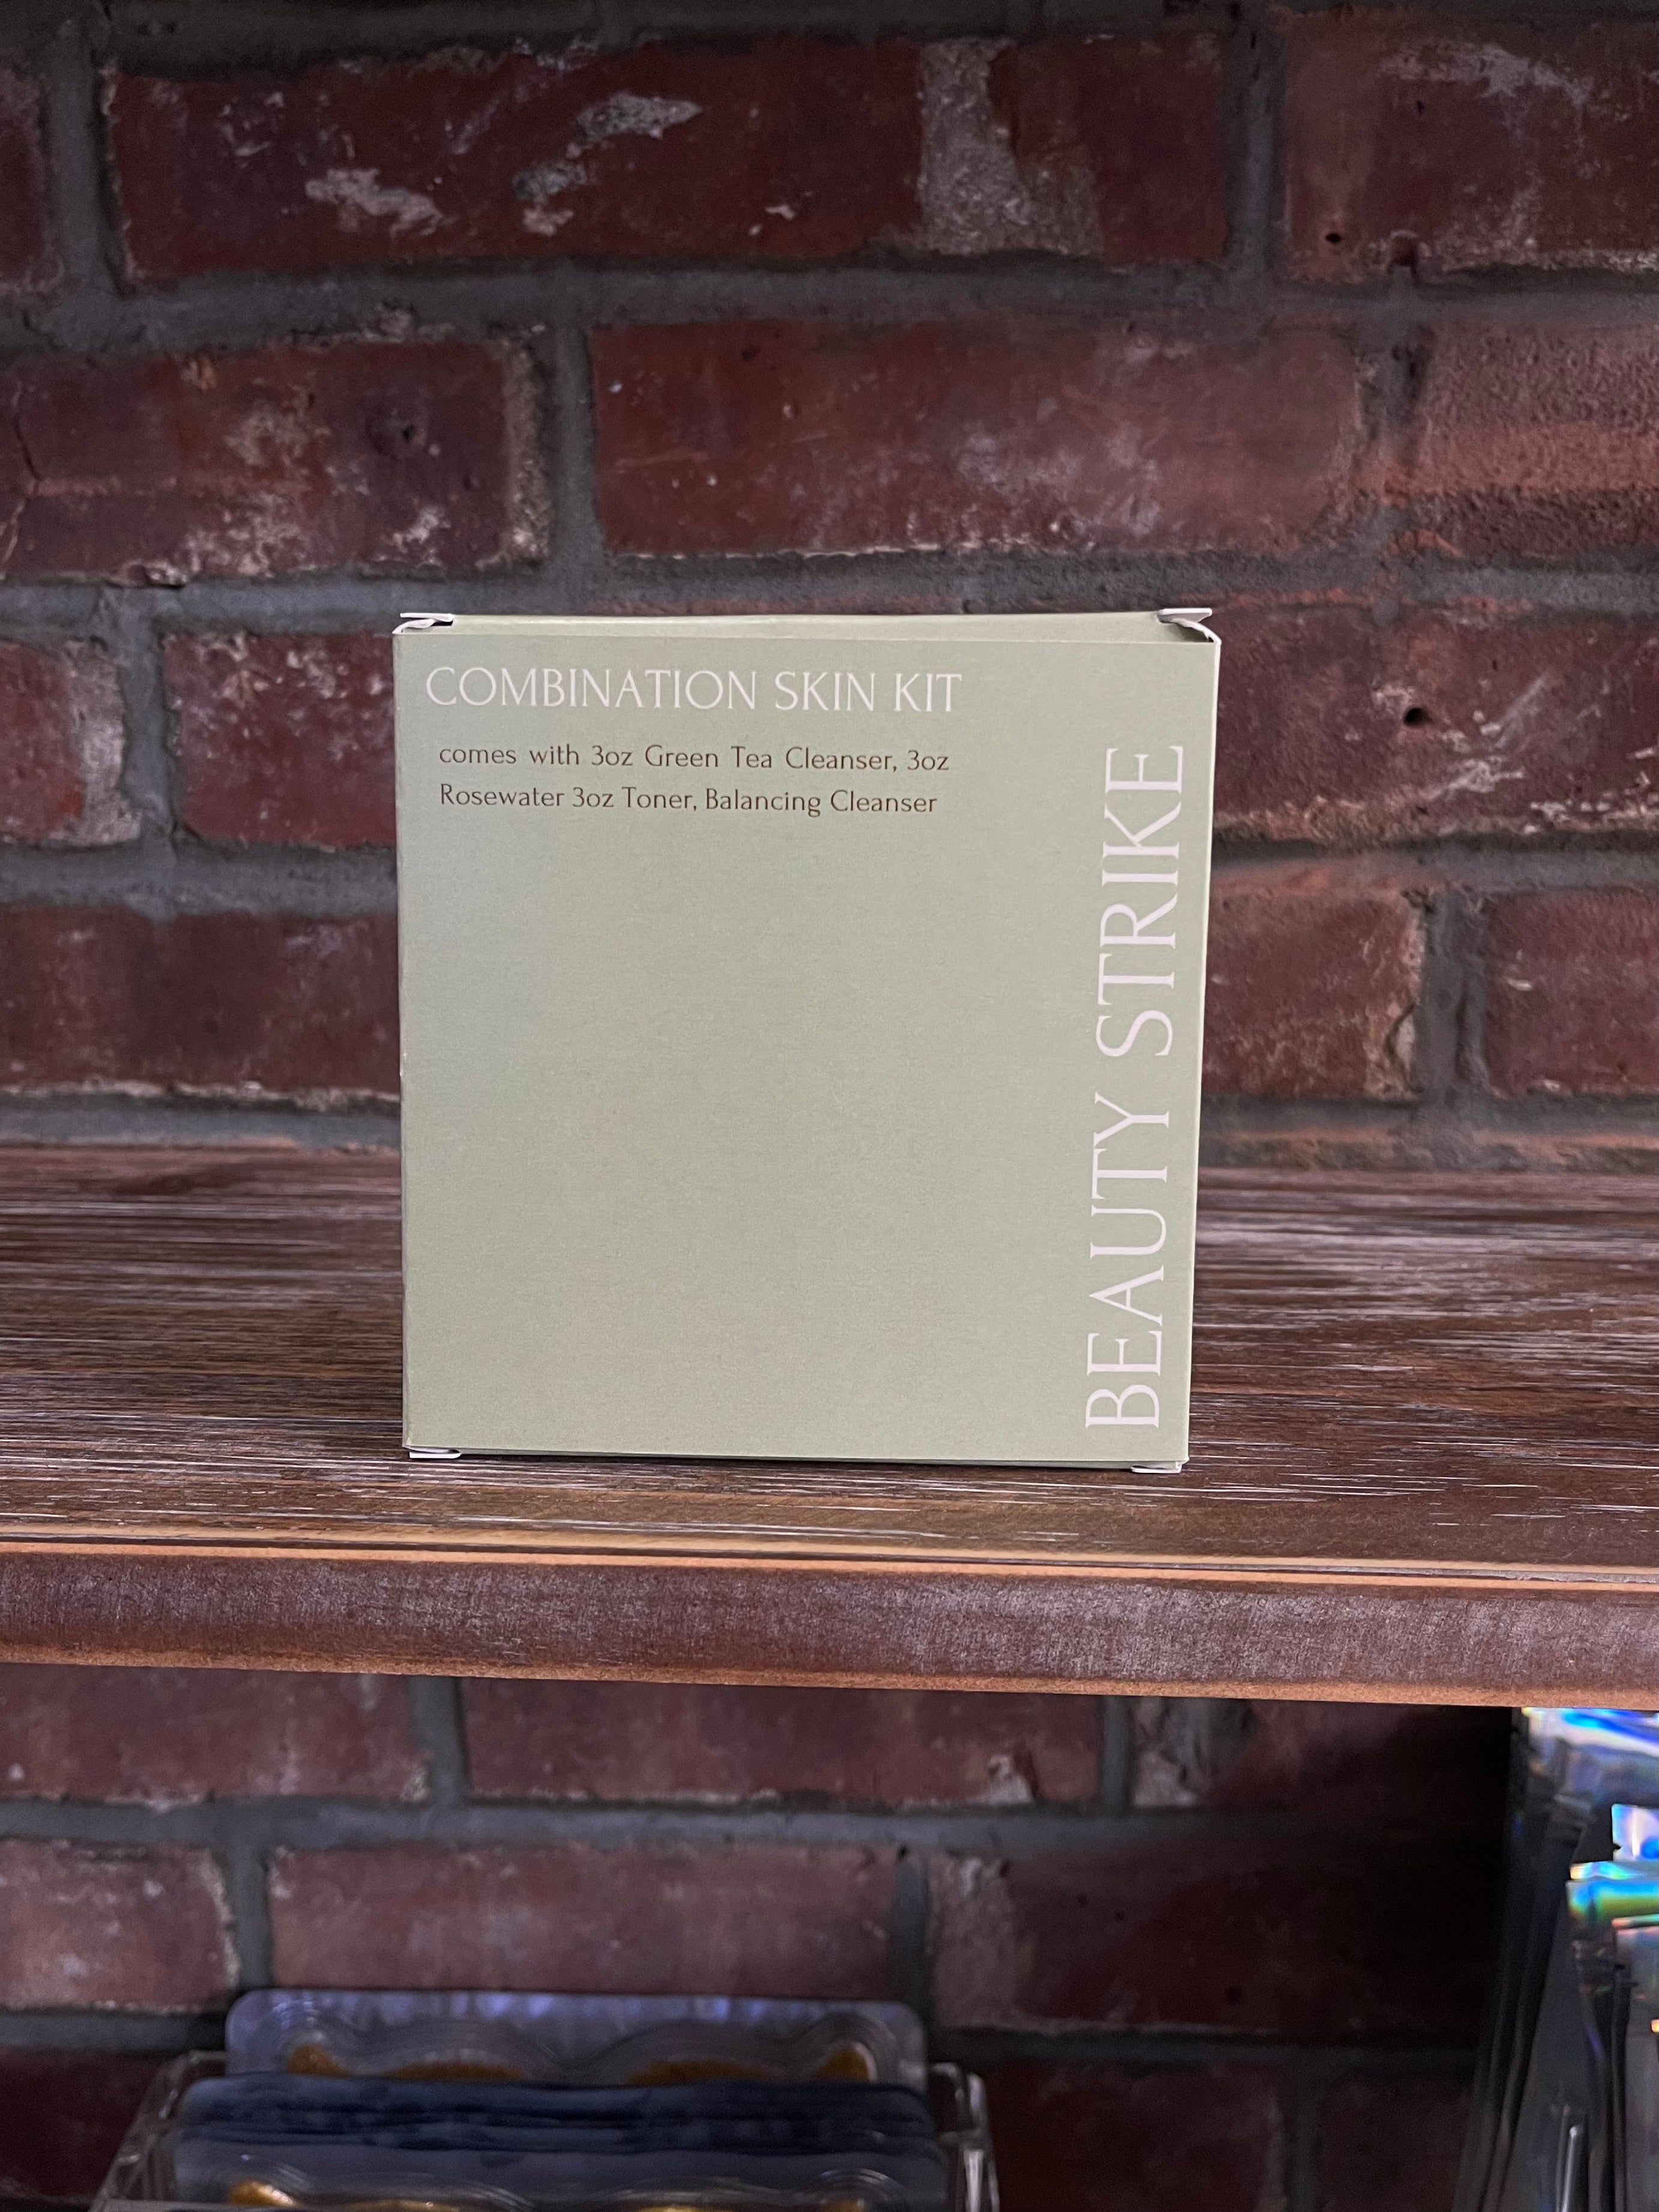 COMBINATION SKIN KIT
comes with 3oz Green Tea Cleanser, 3oz
Rosewater 3oz Toner, Balancing Cleanser
BEAUTY STRIKE